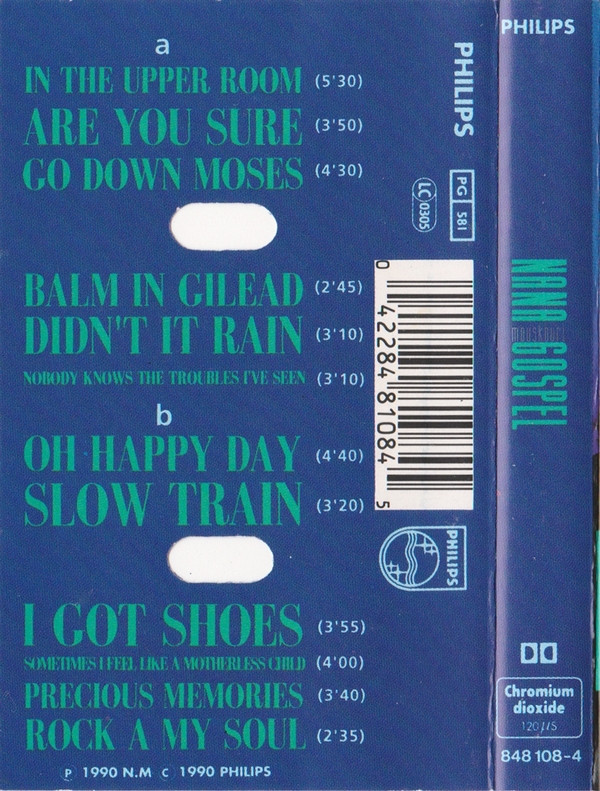 a
IN THE UPPER ROOM (5'30)
ARE YOU SURE (3'50)
GO DOWN MOSES (4'30)
BALM IN GILEAD (2'45)
DIDN'T IT RAIN (3'10)
NOBODY KNOWS THE TROUBLES I'VE SEEN (3'10)
b
OH HAPPY DAY (4'40)
SLOW TRAIN (3'20)
I GOT SHOES (3'55)
SOMETIMES I FEEL LIKE A MOTHERLESS CHILD (4'00)
PRECIOUS MEMORIES (3'40)
ROCK A MY SOUL (2'35)
P 1990 N.M C 1990 PHILIPS
PHILIPS
PG 581
LC 0305
0 42284 81084 5
PHILIPS
PHILIPS
NANA GOSPEL
mouskouri
Chromium
dioxide
120 µS
848 108-4